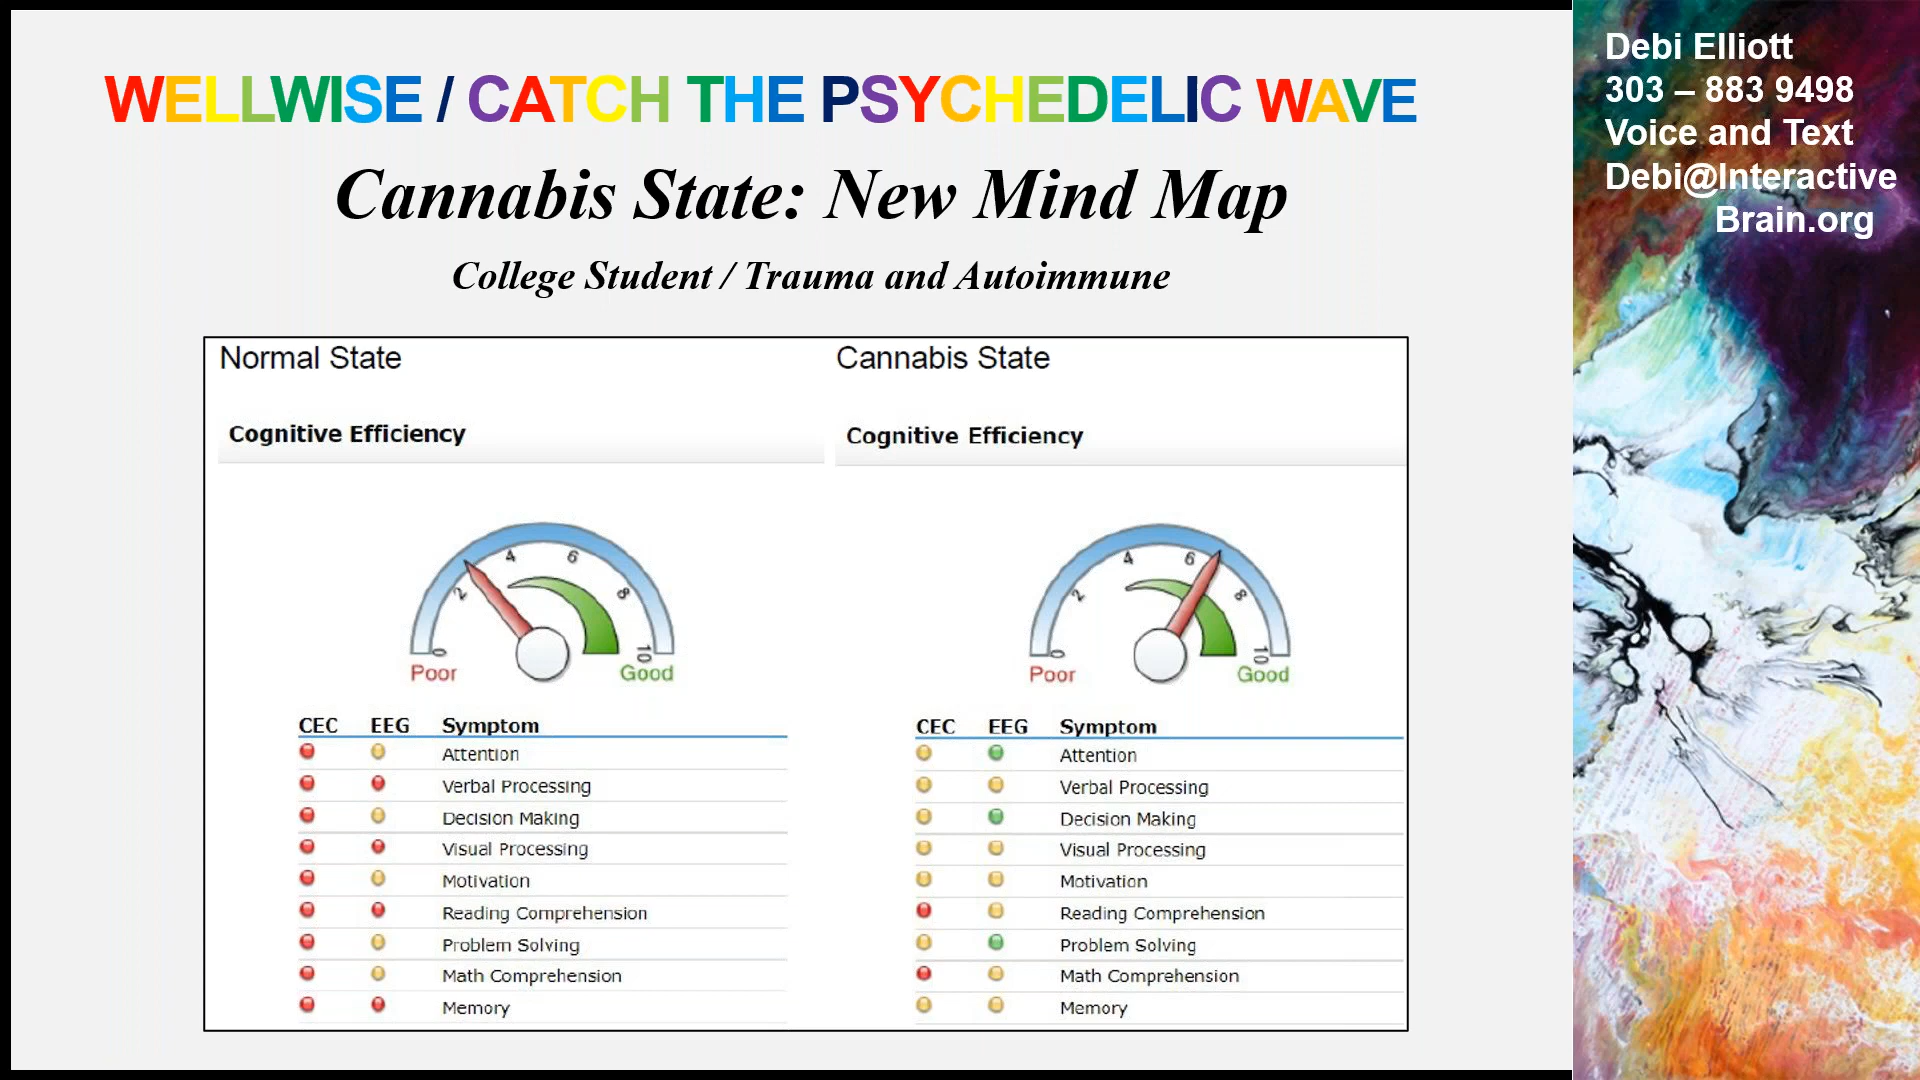 WELLWISE / CATCH THE PSYCHEDELIC WAVE
Cannabis State: New Mind Map
College Student / Trauma and Autoimmune
Debi Elliott
303 – 883 9498
Voice and Text
Debi@Interactive
Brain.org
Normal State
Cognitive Efficiency
0 2 4 6 8 10
Poor Good
CEC EEG Symptom
Attention
Verbal Processing
Decision Making
Visual Processing
Motivation
Reading Comprehension
Problem Solving
Math Comprehension
Memory
Cannabis State
Cognitive Efficiency
0 2 4 6 8 10
Poor Good
CEC EEG Symptom
Attention
Verbal Processing
Decision Making
Visual Processing
Motivation
Reading Comprehension
Problem Solving
Math Comprehension
Memory